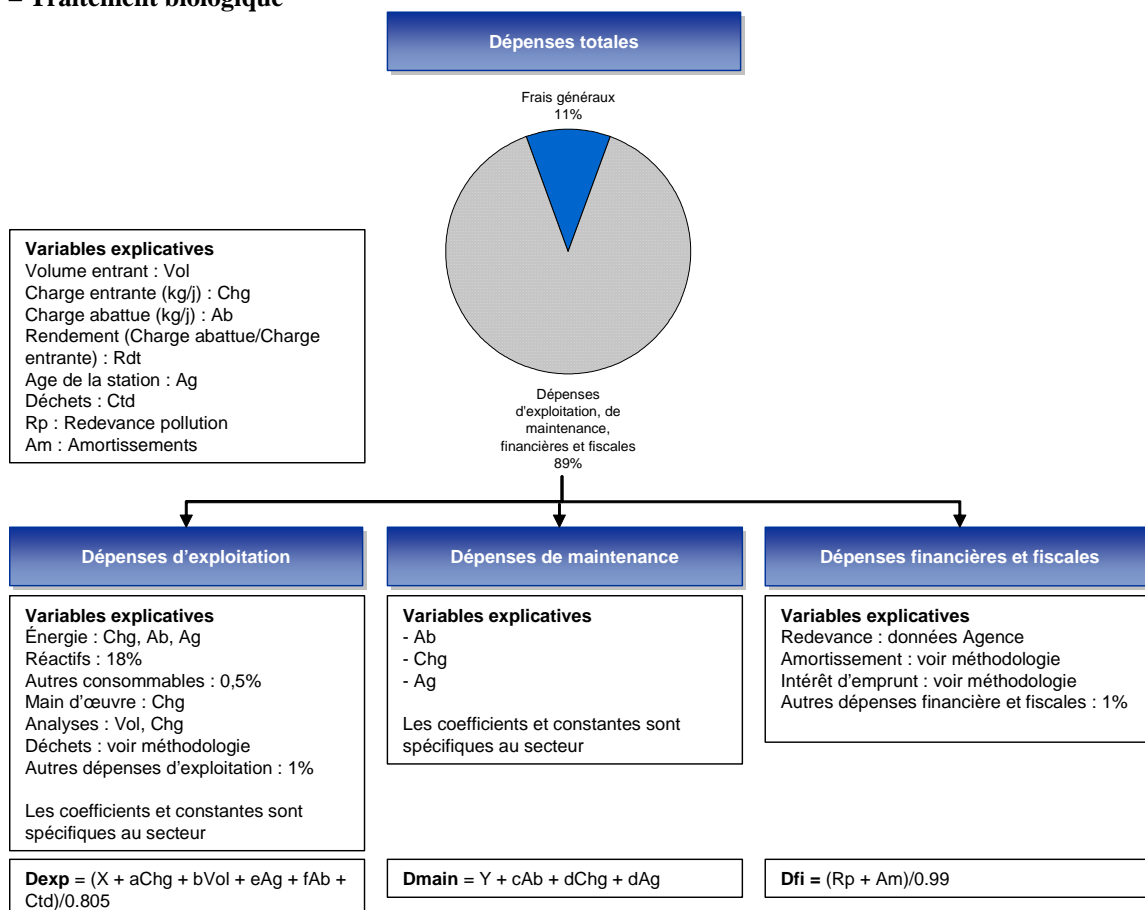 – Traitement biologique
Dépenses totales
Frais généraux
11%
Variables explicatives
Volume entrant : Vol
Charge entrante (kg/j) : Chg
Charge abattue (kg/j) : Ab
Rendement (Charge abattue/Charge
entrante) : Rdt
Age de la station : Ag
Déchets : Ctd
Rp : Redevance pollution
Am : Amortissements
Dépenses
d'exploitation, de
maintenance,
financières et fiscales
89%
Dépenses d'exploitation
Variables explicatives
Énergie : Chg, Ab, Ag
Réactifs : 18%
Autres consommables : 0,5%
Main d'œuvre : Chg
Analyses : Vol, Chg
Déchets : voir méthodologie
Autres dépenses d'exploitation : 1%
Les coefficients et constantes sont
spécifiques au secteur
Dexp = (X + aChg + bVol + eAg + fAb +
Ctd)/0.805
Dépenses de maintenance
Variables explicatives
- Ab
- Chg
- Ag
Les coefficients et constantes sont
spécifiques au secteur
Dmain = Y + cAb + dChg + dAg
Dépenses financières et fiscales
Variables explicatives
Redevance : données Agence
Amortissement : voir méthodologie
Intérêt d'emprunt : voir méthodologie
Autres dépenses financière et fiscales : 1%
Dfi = (Rp + Am)/0.99